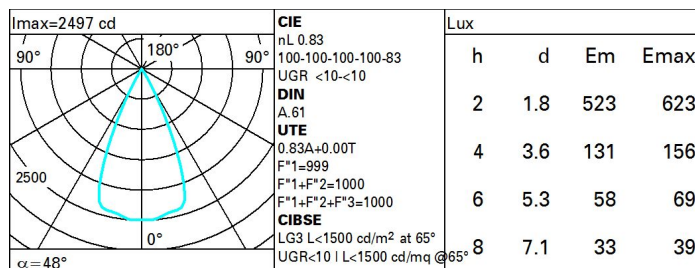 Imax=2497 cd
90° 180° 90°
2500
0°
α=48°
CIE
nL 0.83
100-100-100-100-83
UGR <10-<10
DIN
A.61
UTE
0.83A+0.00T
F"1=999
F"1+F"2=1000
F"1+F"2+F"3=1000
CIBSE
LG3 L<1500 cd/m² at 65°
UGR<10 | L<1500 cd/mq @65°
Lux
h d Em Emax
2 1.8 523 623
4 3.6 131 156
6 5.3 58 69
8 7.1 33 39